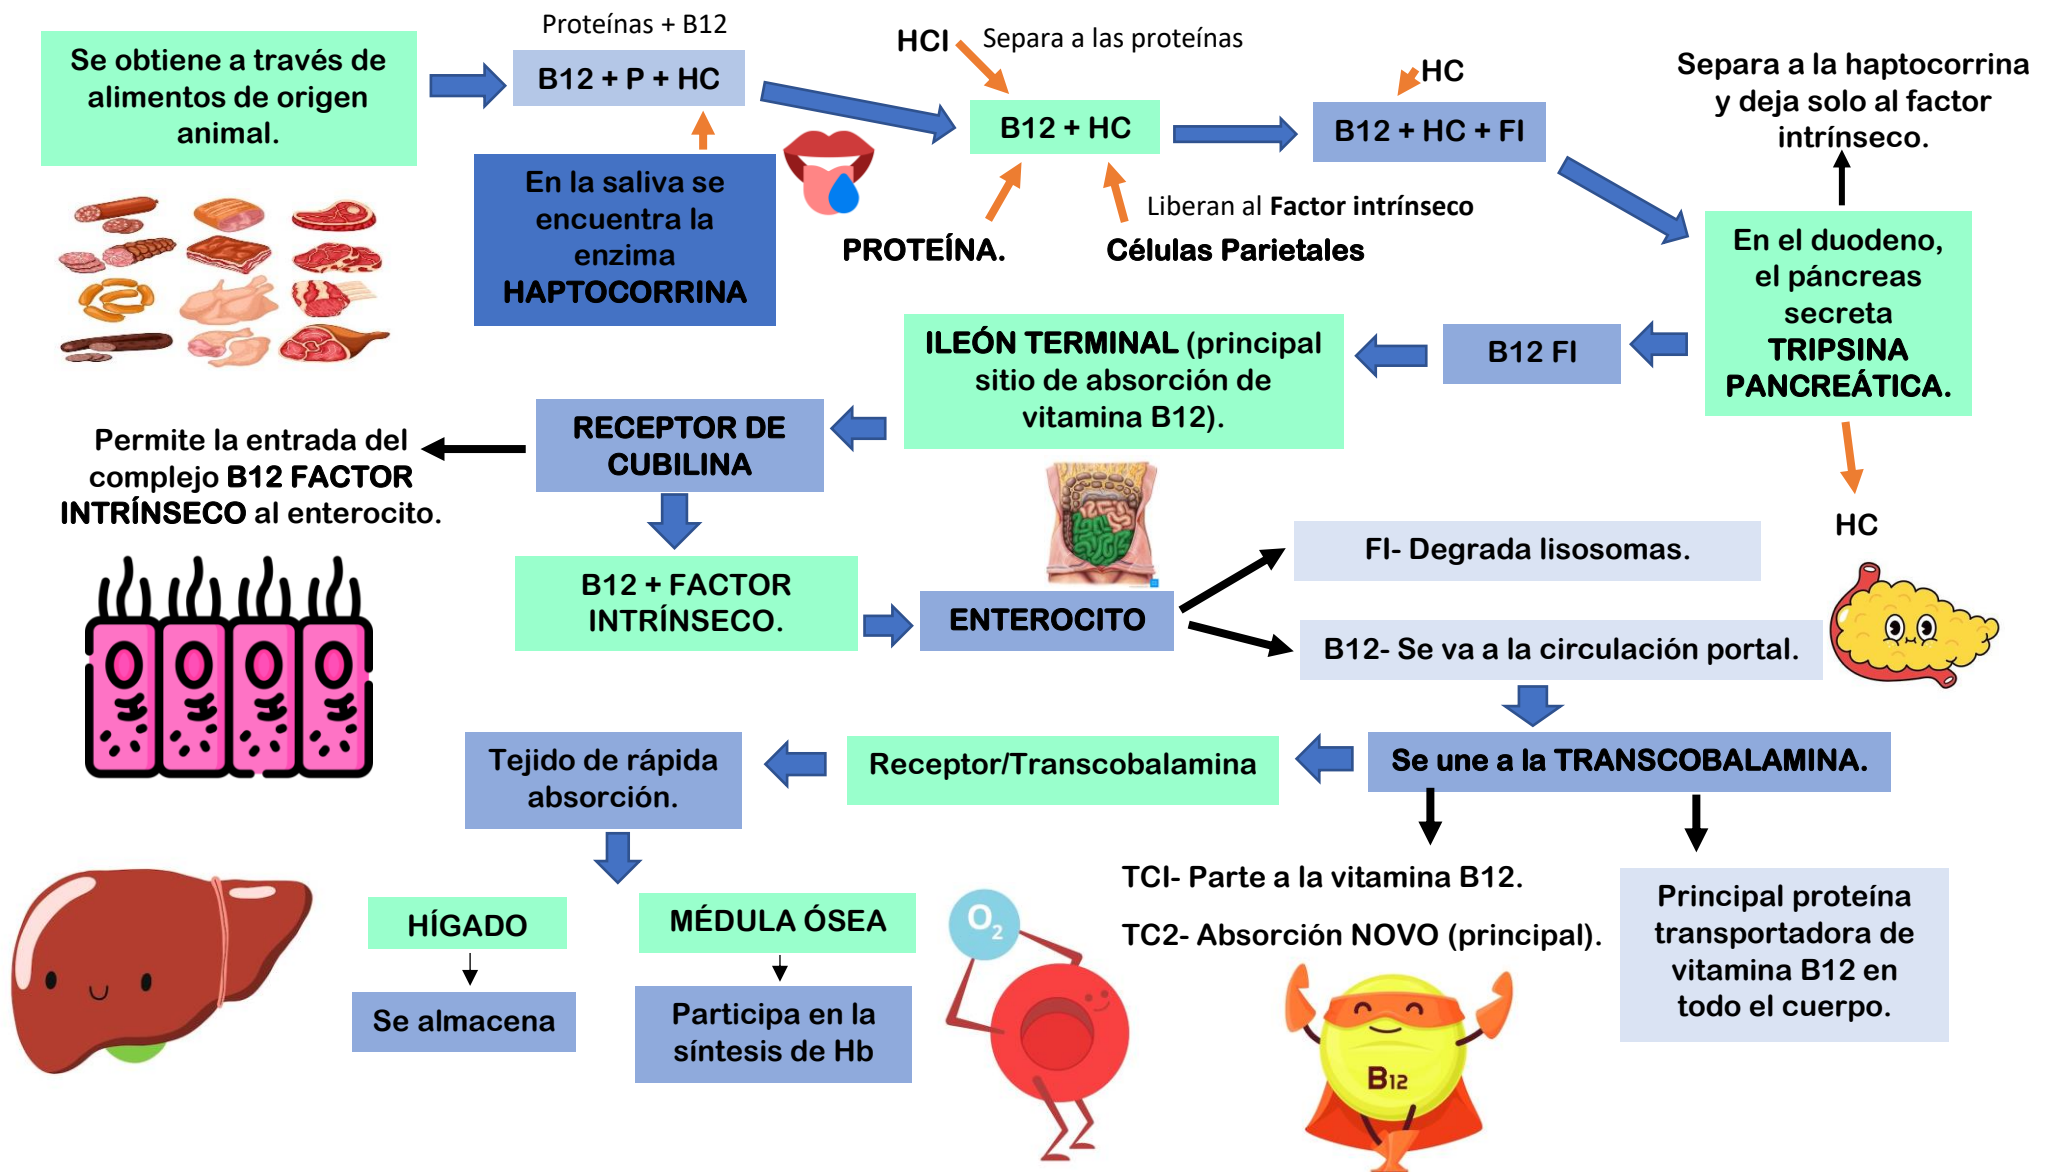 Se obtiene a través de
alimentos de origen
animal.
Proteínas + B12
B12 + P + HC
En la saliva se
encuentra la
enzima
HAPTOCORRINA
HCl
Separa a las proteínas
B12 + HC
PROTEÍNA.
Liberan al Factor intrínseco
Células Parietales
HC
B12 + HC + FI
Separa a la haptocorrina
y deja solo al factor
intrínseco.
En el duodeno,
el páncreas
secreta
TRIPSINA
PANCREÁTICA.
HC
B12 FI
ILEÓN TERMINAL (principal
sitio de absorción de
vitamina B12).
RECEPTOR DE
CUBILINA
Permite la entrada del
complejo B12 FACTOR
INTRÍNSECO al enterocito.
B12 + FACTOR
INTRÍNSECO.
ENTEROCITO
FI- Degrada lisosomas.
B12- Se va a la circulación portal.
Se une a la TRANSCOBALAMINA.
Receptor/Transcobalamina
Tejido de rápida
absorción.
TCI- Parte a la vitamina B12.
TC2- Absorción NOVO (principal).
Principal proteína
transportadora de
vitamina B12 en
todo el cuerpo.
HÍGADO
Se almacena
MÉDULA ÓSEA
Participa en la
síntesis de Hb
O2
B12